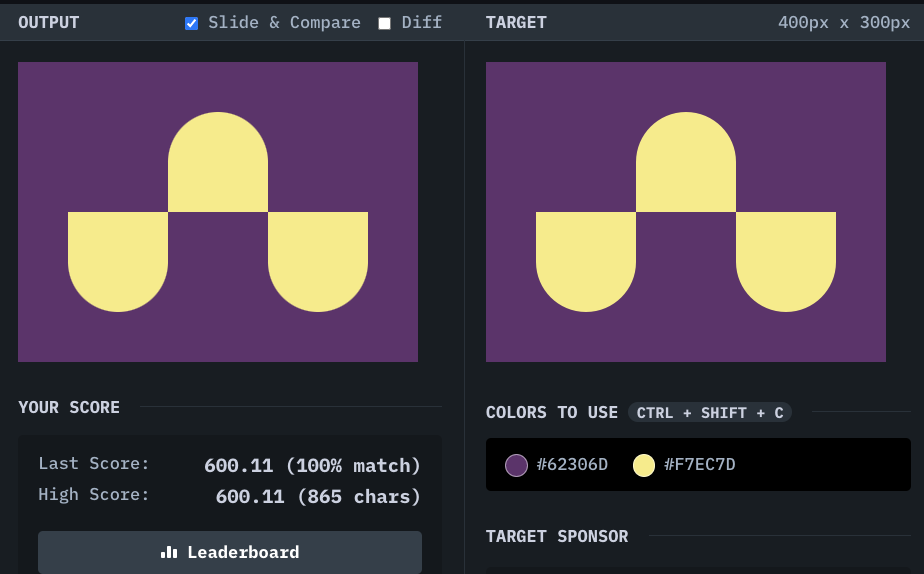 OUTPUT
Slide & Compare
Diff
TARGET
400px x 300px
YOUR SCORE
Last Score: 600.11 (100% match)
High Score: 600.11 (865 chars)
Leaderboard
COLORS TO USE CTRL + SHIFT + C
#62306D #F7EC7D
TARGET SPONSOR